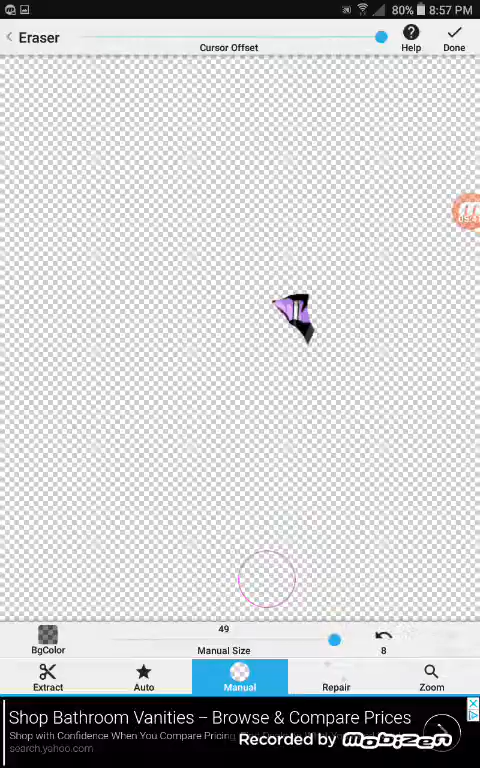 80% 8:57 PM
Eraser
Cursor Offset
Help
Done
49
BgColor
Manual Size
8
Extract
Auto
Manual
Repair
Zoom
Shop Bathroom Vanities – Browse & Compare Prices
Shop with Confidence When You Compare Pricing
search.yahoo.com
Recorded by mobizen